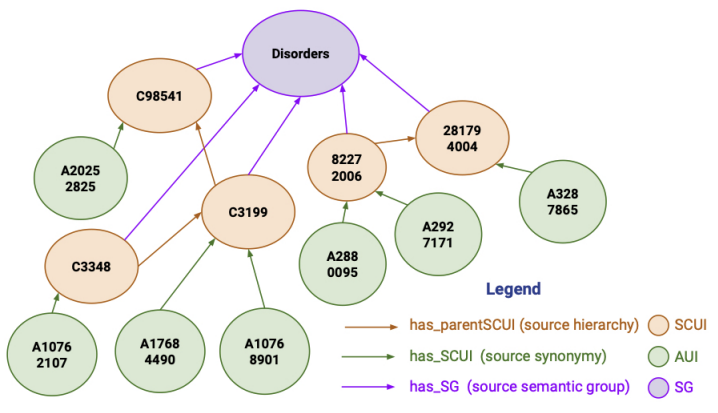 Disorders
C98541
28179
4004
8227
2006
A2025
2825
A328
7865
C3199
A292
7171
A288
0095
C3348
Legend
has_parentSCUI (source hierarchy)
SCUI
A1076
2107
A1768
4490
A1076
8901
has_SCUI (source synonymy)
AUI
has_SG (source semantic group)
SG